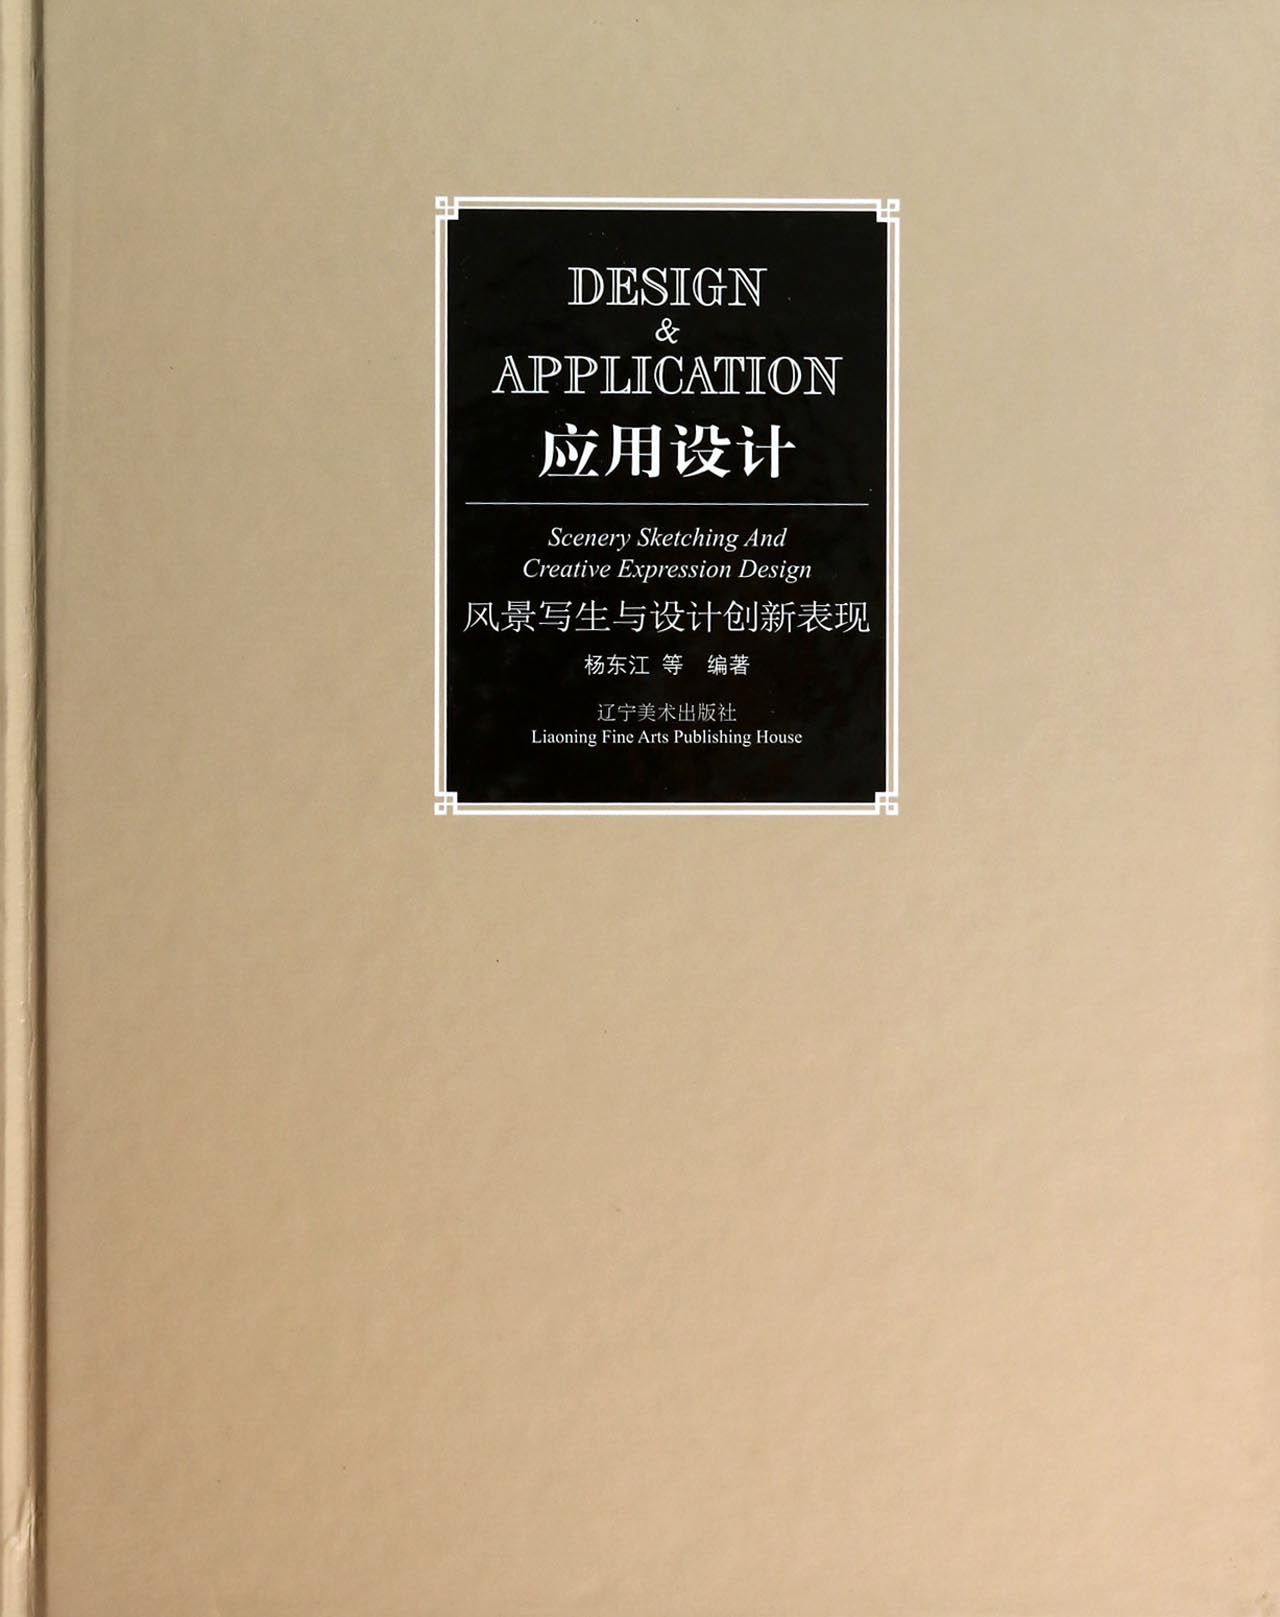 DESIGN
&
APPLICATION
应用设计
Scenery Sketching And
Creative Expression Design
风景写生与设计创新表现
杨东江 等 编著
辽宁美术出版社
Liaoning Fine Arts Publishing House